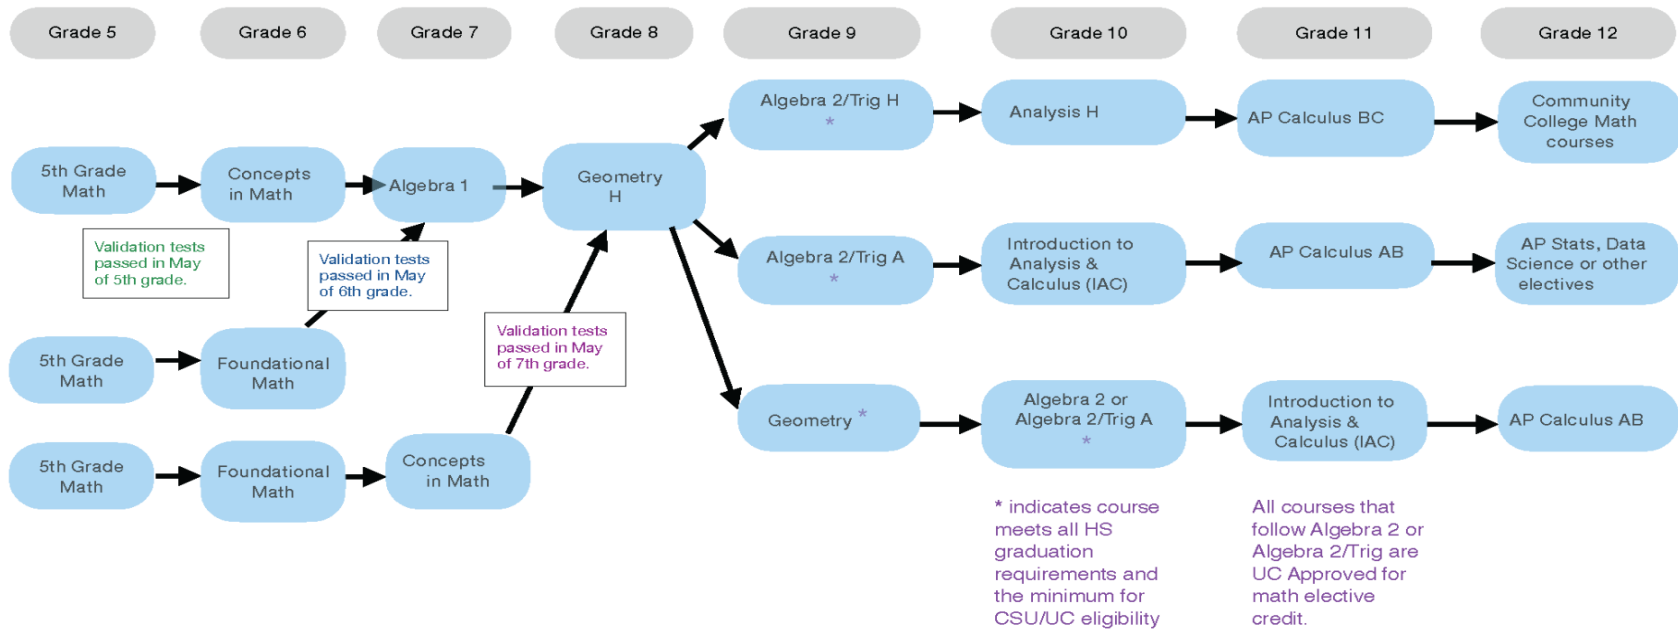 Grade 5
Grade 6
Grade 7
Grade 8
Grade 9
Grade 10
Grade 11
Grade 12
Algebra 2/Trig H
*
Analysis H
AP Calculus BC
Community
College Math
courses
5th Grade
Math
Concepts
in Math
Algebra 1
Geometry
H
Validation tests
passed in May
of 5th grade.
Validation tests
passed in May
of 6th grade.
Algebra 2/Trig A
*
Introduction to
Analysis &
Calculus (IAC)
AP Calculus AB
AP Stats, Data
Science or other
electives
5th Grade
Math
Foundational
Math
Validation tests
passed in May
of 7th grade.
Geometry *
Algebra 2 or
Algebra 2/Trig A
*
Introduction to
Analysis &
Calculus (IAC)
AP Calculus AB
5th Grade
Math
Foundational
Math
Concepts
in Math
* indicates course
meets all HS
graduation
requirements and
the minimum for
CSU/UC eligibility
All courses that
follow Algebra 2 or
Algebra 2/Trig are
UC Approved for
math elective
credit.